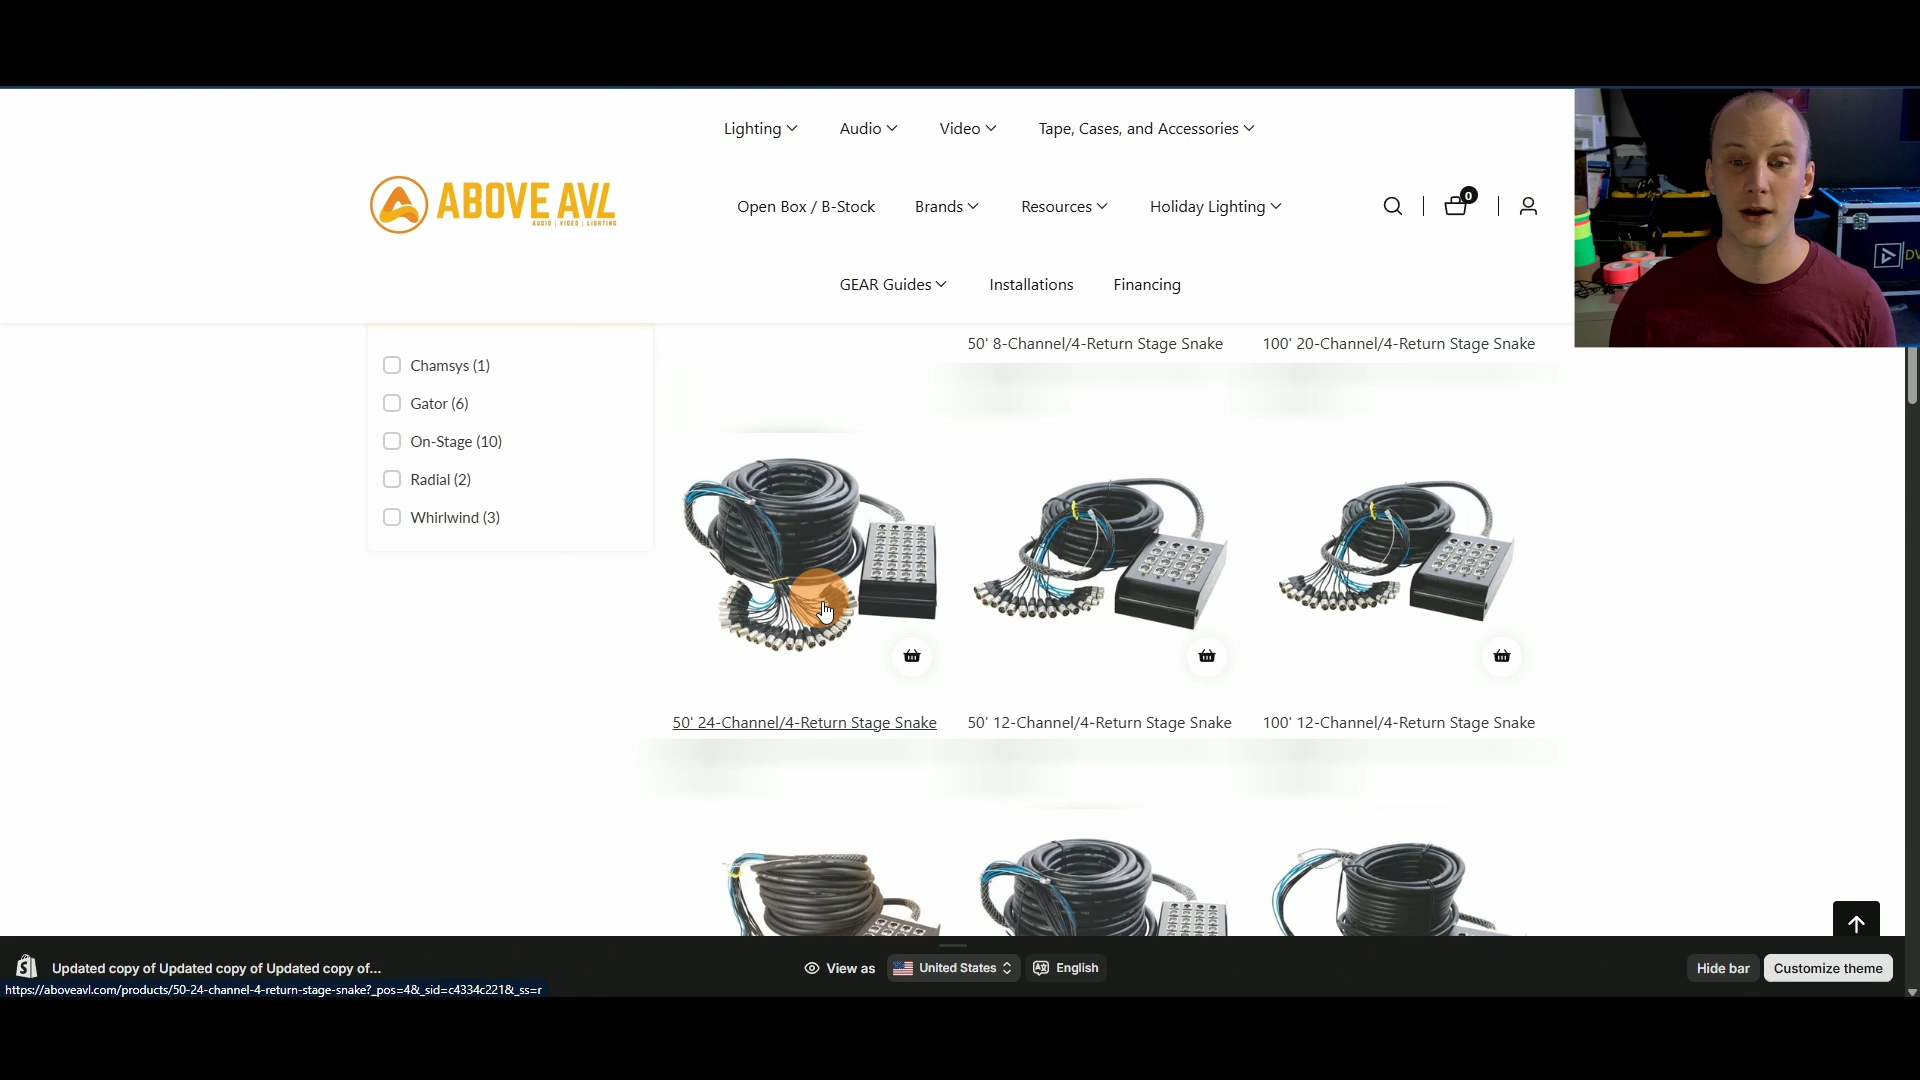 Lighting
Audio
Video
Tape, Cases, and Accessories
ABOVE AVL
AUDIO | VIDEO | LIGHTING
Open Box / B-Stock
Brands
Resources
Holiday Lighting
0
GEAR Guides
Installations
Financing
DV
Chamsys (1)
Gator (6)
On-Stage (10)
Radial (2)
Whirlwind (3)
50' 8-Channel/4-Return Stage Snake
100' 20-Channel/4-Return Stage Snake
50' 24-Channel/4-Return Stage Snake
50' 12-Channel/4-Return Stage Snake
100' 12-Channel/4-Return Stage Snake
Updated copy of Updated copy of Updated copy of...
View as
United States
English
Hide bar
Customize theme
https://aboveavl.com/products/50-24-channel-4-return-stage-snake?_pos=4&_sid=c4334c221&_ss=r